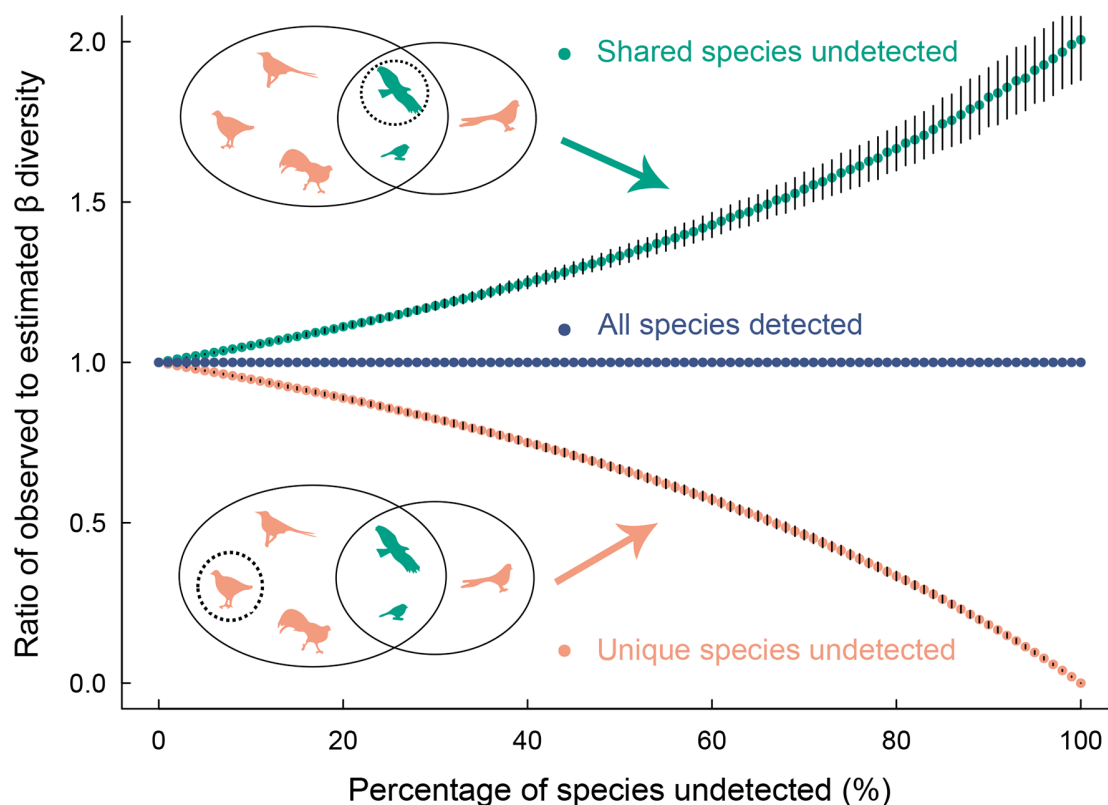 Ratio of observed to estimated β diversity
2.0
1.5
1.0
0.5
0.0
Shared species undetected
All species detected
Unique species undetected
0 20 40 60 80 100
Percentage of species undetected (%)